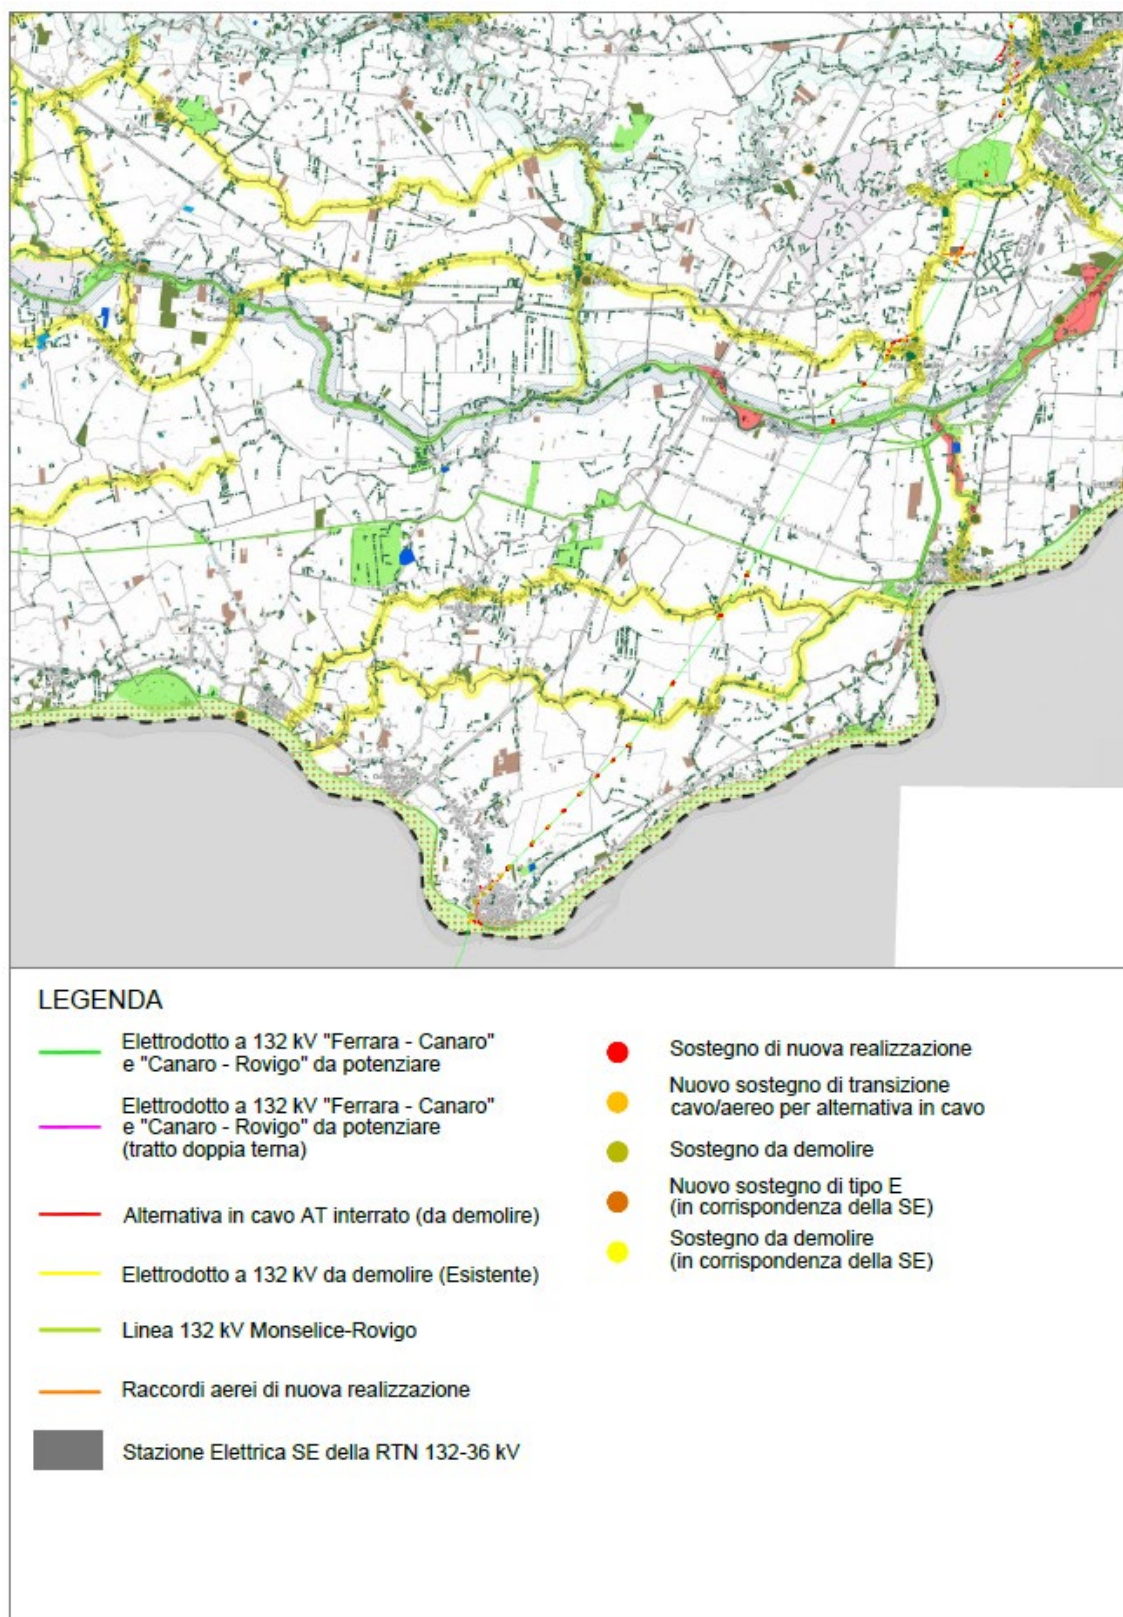 LEGENDA
Elettrodotto a 132 kV "Ferrara - Canaro"
e "Canaro - Rovigo" da potenziare
Elettrodotto a 132 kV "Ferrara - Canaro"
e "Canaro - Rovigo" da potenziare
(tratto doppia terna)
Alternativa in cavo AT interrato (da demolire)
Elettrodotto a 132 kV da demolire (Esistente)
Linea 132 kV Monselice-Rovigo
Raccordi aerei di nuova realizzazione
Stazione Elettrica SE della RTN 132-36 kV
Sostegno di nuova realizzazione
Nuovo sostegno di transizione
cavo/aereo per alternativa in cavo
Sostegno da demolire
Nuovo sostegno di tipo E
(in corrispondenza della SE)
Sostegno da demolire
(in corrispondenza della SE)